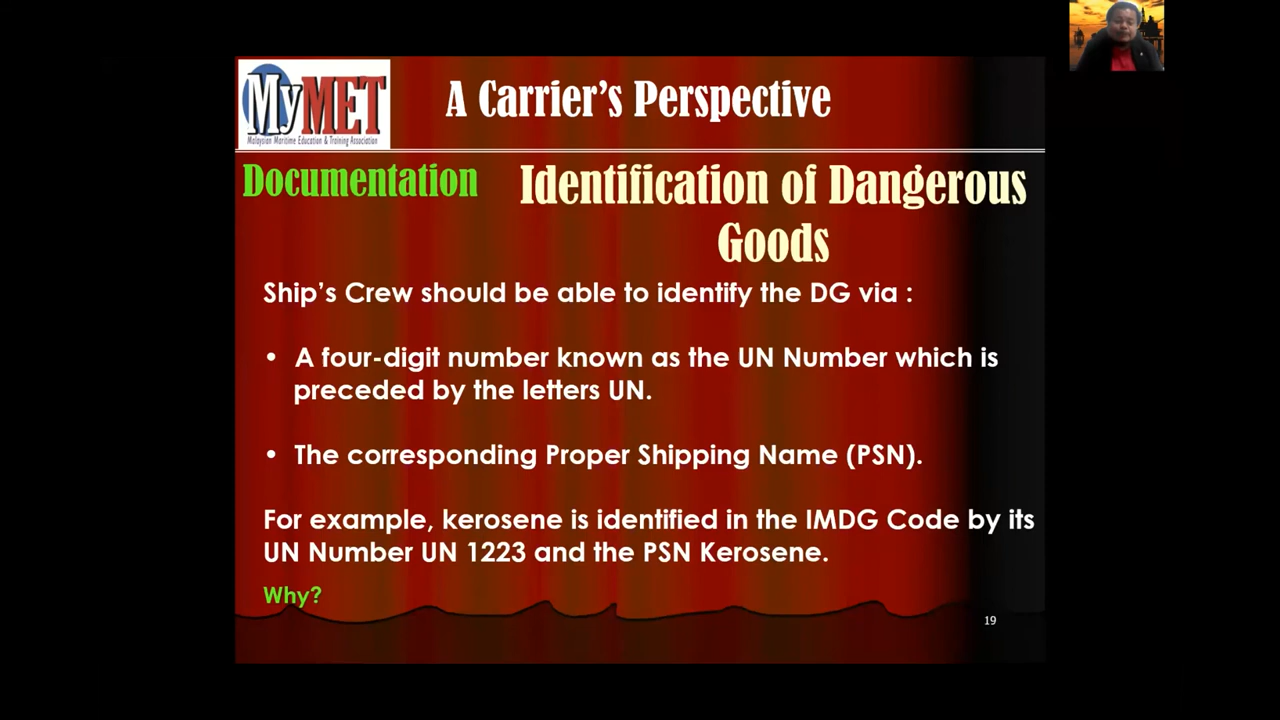 MyMET
Malaysian Maritime Education & Training Association
A Carrier's Perspective
Documentation
Identification of Dangerous
Goods
Ship's Crew should be able to identify the DG via :
• A four-digit number known as the UN Number which is
preceded by the letters UN.
• The corresponding Proper Shipping Name (PSN).
For example, kerosene is identified in the IMDG Code by its
UN Number UN 1223 and the PSN Kerosene.
Why?
19